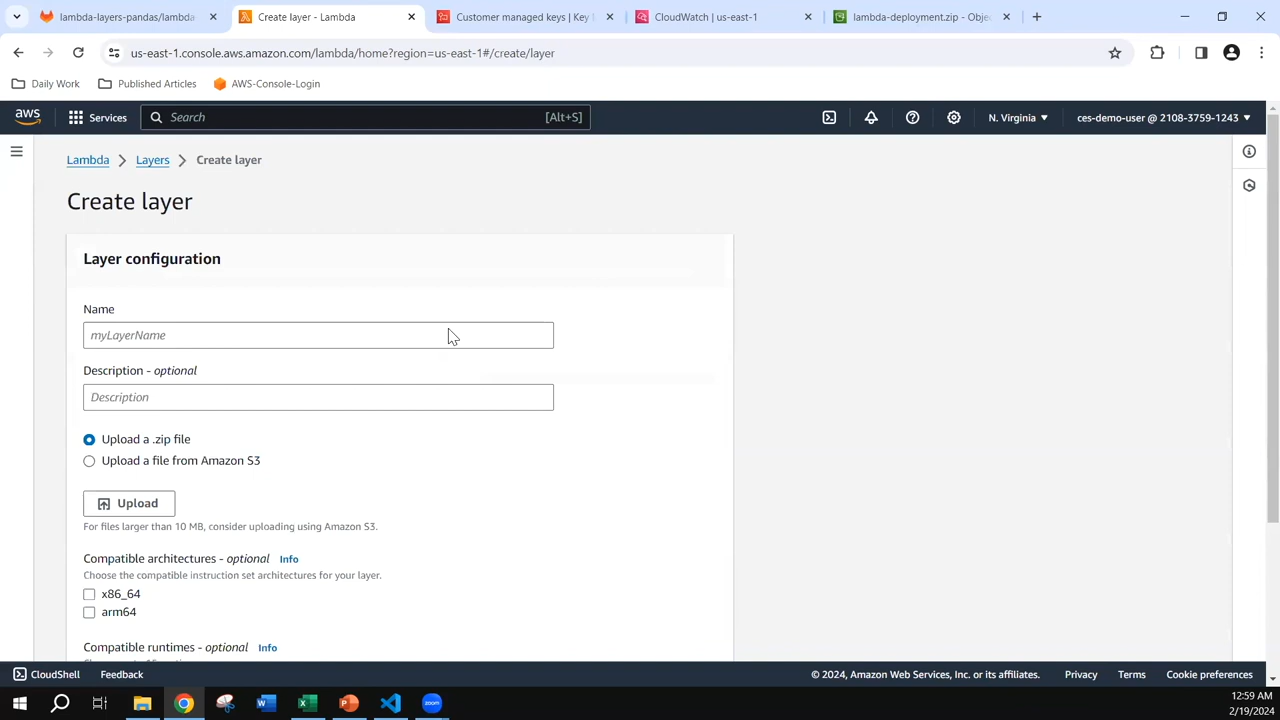 lambda-layers-pandas/lambda
Create layer - Lambda
Customer managed keys | Key
CloudWatch | us-east-1
lambda-deployment.zip - Obje
us-east-1.console.aws.amazon.com/lambda/home?region=us-east-1#/create/layer
Daily Work
Published Articles
AWS-Console-Login
aws
Services
Search
[Alt+S]
N. Virginia
ces-demo-user @ 2108-3759-1243
Lambda
Layers
Create layer
Create layer
Layer configuration
Name
myLayerName
Description - optional
Description
Upload a .zip file
Upload a file from Amazon S3
Upload
For files larger than 10 MB, consider uploading using Amazon S3.
Compatible architectures - optional Info
Choose the compatible instruction set architectures for your layer.
x86_64
arm64
Compatible runtimes - optional Info
CloudShell
Feedback
© 2024, Amazon Web Services, Inc. or its affiliates.
Privacy
Terms
Cookie preferences
zoom
12:59 AM
2/19/2024